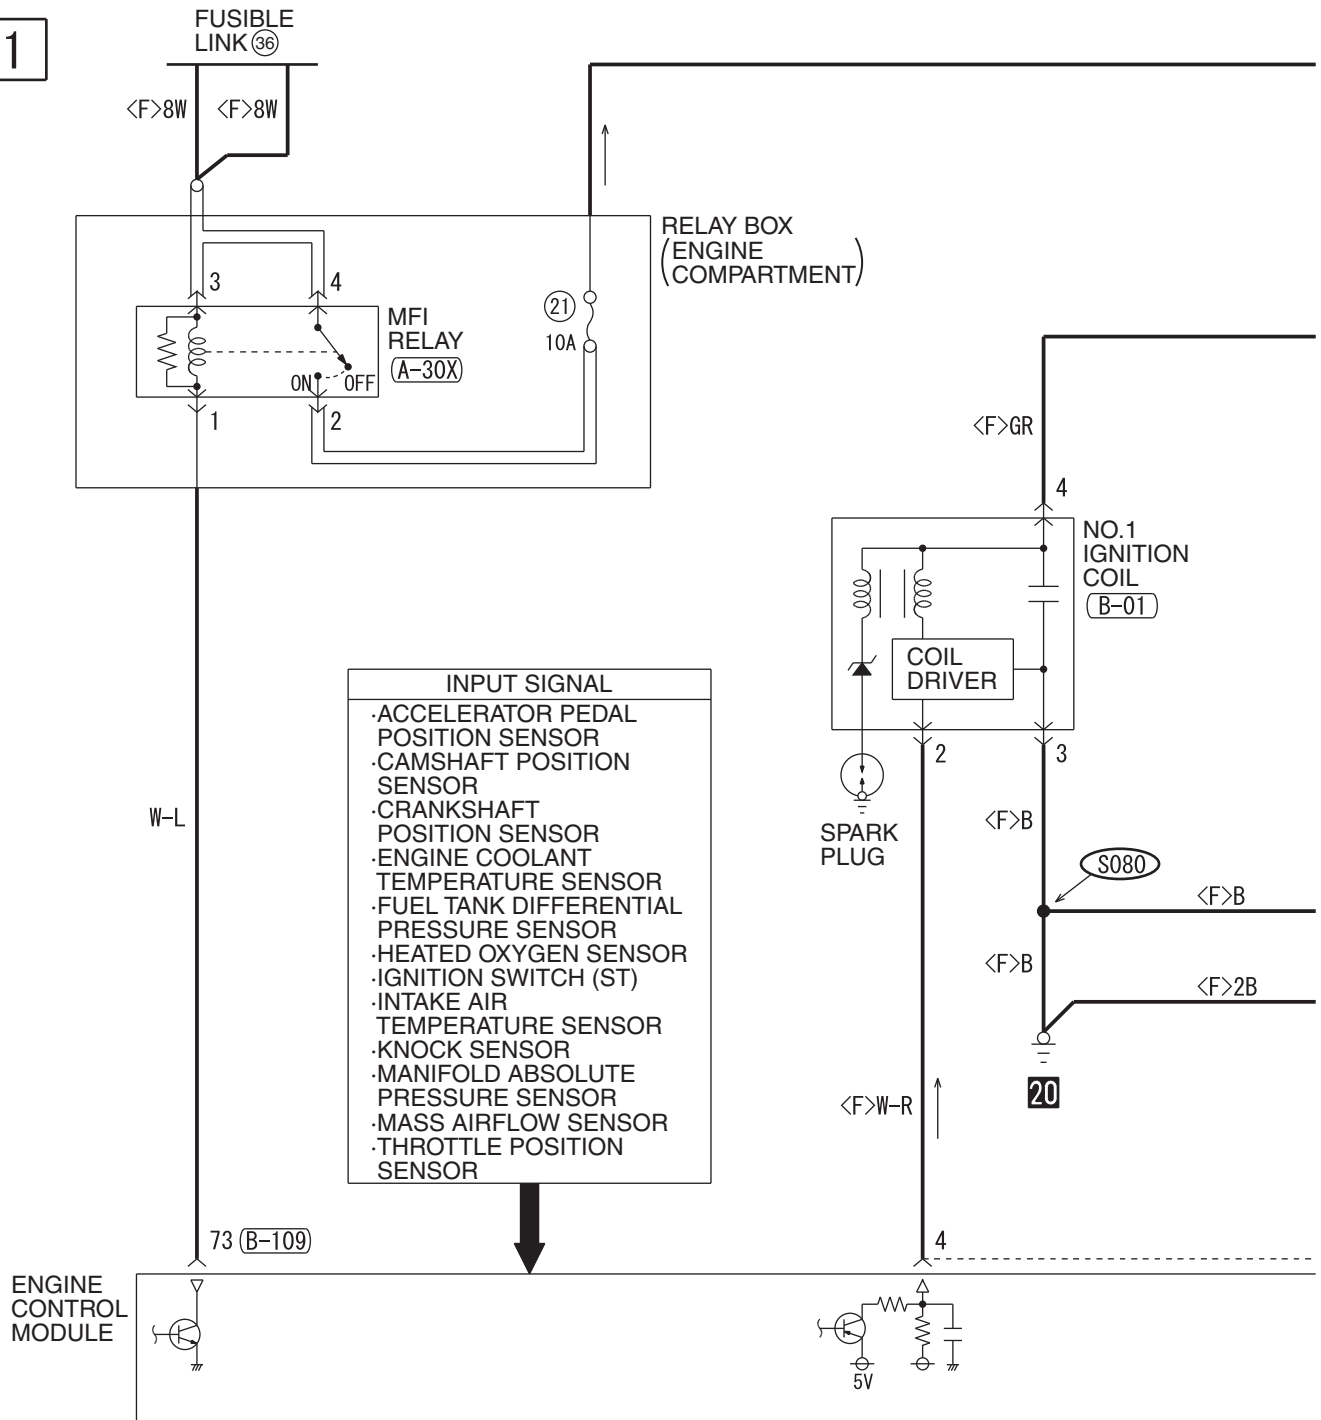 1
FUSIBLE
LINK 36
<F>8W <F>8W
RELAY BOX
(ENGINE
COMPARTMENT)
3 4
21
10A
MFI
RELAY
A-30X
ON OFF
1 2
<F>GR
4
NO.1
IGNITION
COIL
B-01
COIL
DRIVER
2 3
SPARK
PLUG
<F>B
S080
<F>B
<F>B
<F>2B
20
<F>W-R
W-L
INPUT SIGNAL
·ACCELERATOR PEDAL
POSITION SENSOR
·CAMSHAFT POSITION
SENSOR
·CRANKSHAFT
POSITION SENSOR
·ENGINE COOLANT
TEMPERATURE SENSOR
·FUEL TANK DIFFERENTIAL
PRESSURE SENSOR
·HEATED OXYGEN SENSOR
·IGNITION SWITCH (ST)
·INTAKE AIR
TEMPERATURE SENSOR
·KNOCK SENSOR
·MANIFOLD ABSOLUTE
PRESSURE SENSOR
·MASS AIRFLOW SENSOR
·THROTTLE POSITION
SENSOR
73 B-109
4
ENGINE
CONTROL
MODULE
5V